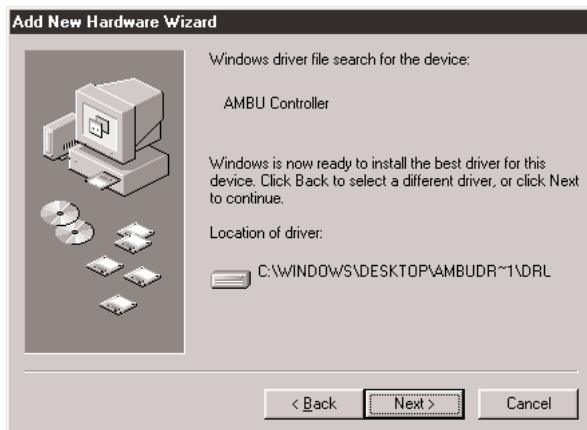 Add New Hardware Wizard
Windows driver file search for the device:
AMBU Controller
Windows is now ready to install the best driver for this
device. Click Back to select a different driver, or click Next
to continue.
Location of driver:
C:\WINDOWS\DESKTOP\AMBUDR~1\DRL
< Back
Next >
Cancel